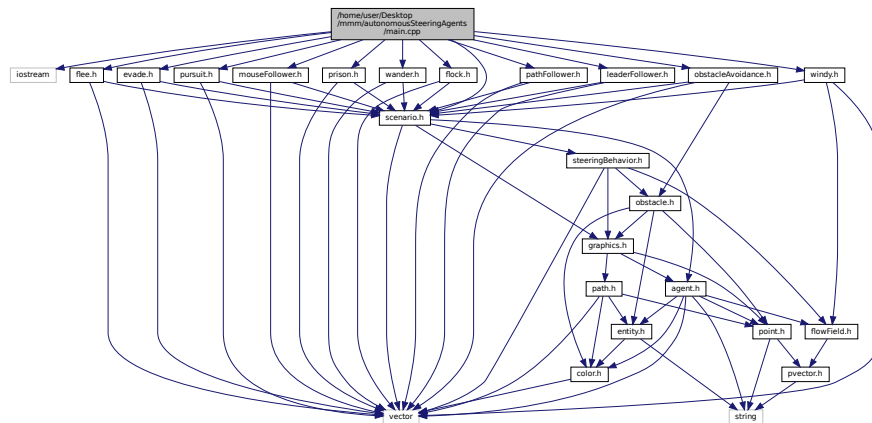 /home/user/Desktop
/mmm/autonomousSteeringAgents
/main.cpp
iostream
flee.h
evade.h
pursuit.h
mouseFollower.h
prison.h
wander.h
flock.h
pathFollower.h
leaderFollower.h
obstacleAvoidance.h
windy.h
scenario.h
steeringBehavior.h
obstacle.h
graphics.h
path.h
agent.h
entity.h
point.h
flowField.h
color.h
pvector.h
vector
string